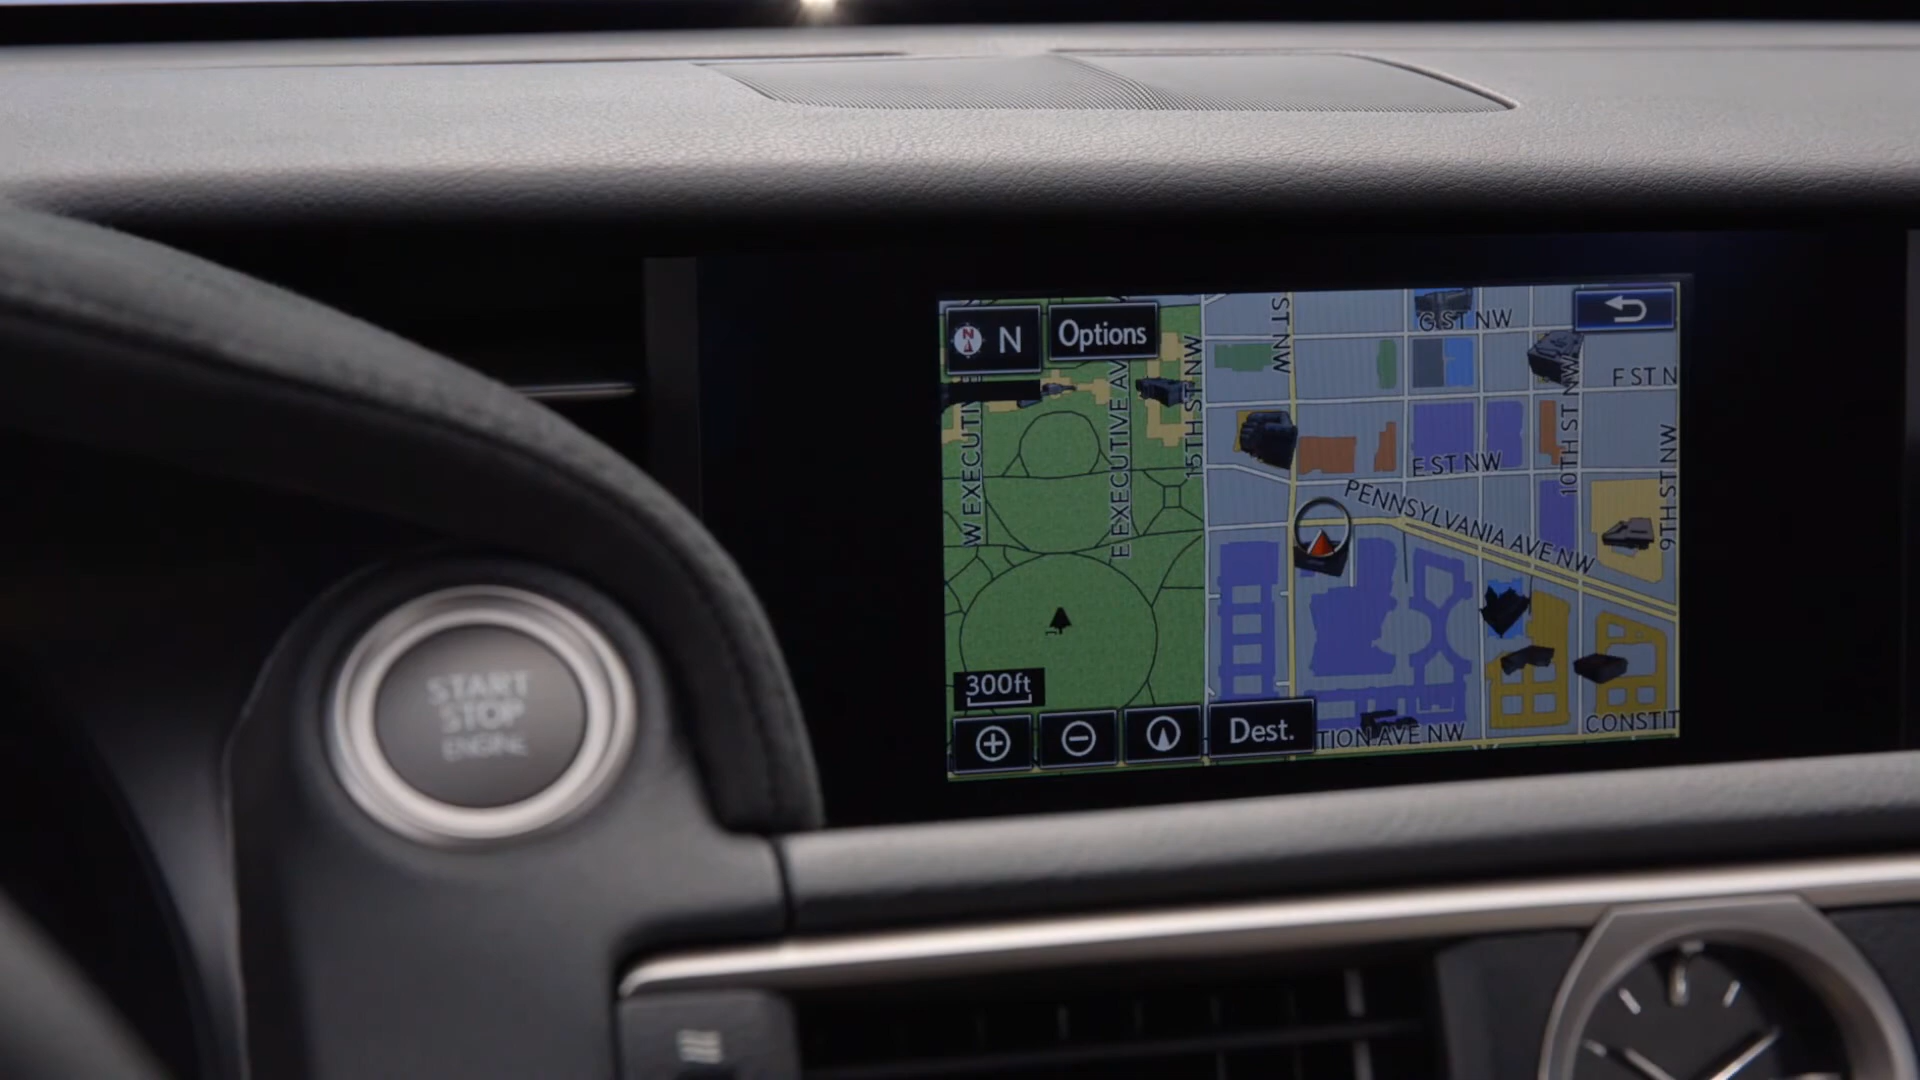 N
Options
ST NW
G ST NW
F ST N
W EXECUTIV
E EXECUTIVE AV
15TH ST NW
E ST NW
10TH ST NW
9TH ST NW
PENNSYLVANIA AVE NW
300ft
Dest.
TION AVE NW
CONSTIT
START
STOP
ENGINE